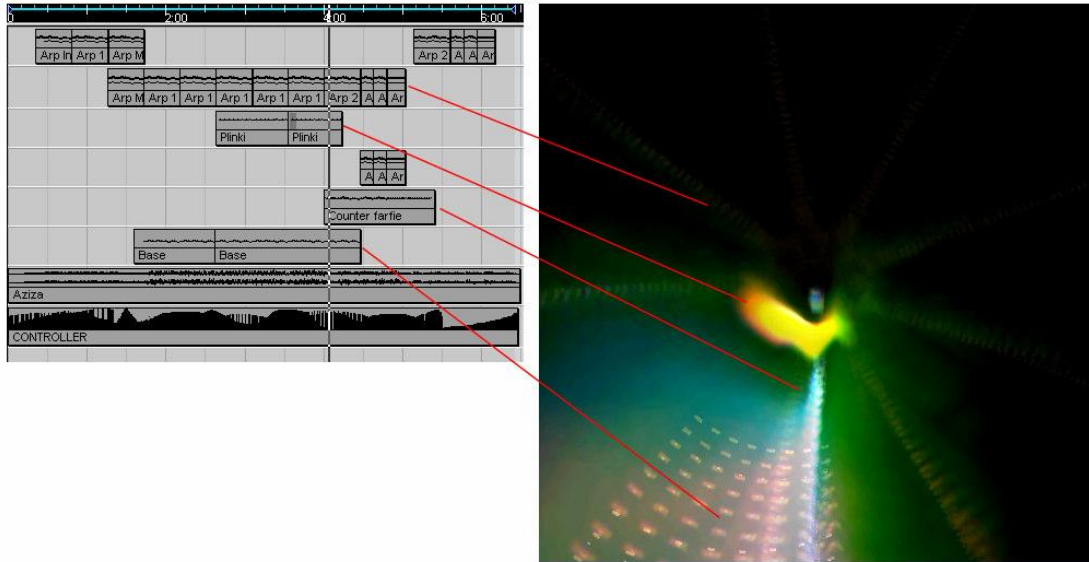 0 2:00 4:00 6:00
Arp In Arp 1 Arp M Arp 2 A A Ar
Arp M Arp 1 Arp 1 Arp 1 Arp 1 Arp 1 Arp 2 A A Ar
Plinki Plinki
A A Ar
Counter farfie
Base Base
Aziza
CONTROLLER